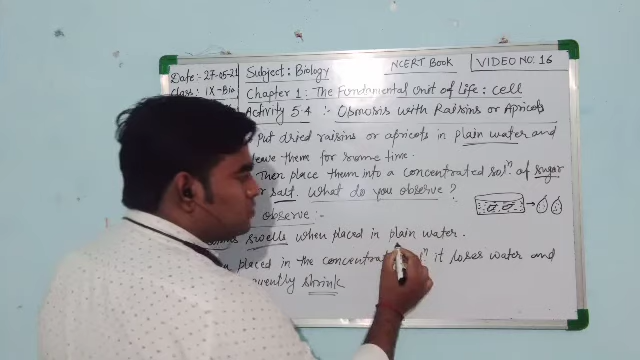 NCERT Book
VIDEO NO: 16
Date:- 27-05-21
Subject: Biology
Class: IX-Bio
Chapter 1: The Fundamental Unit of Life: cell
Activity 5.4 :- Osmosis with Raisins or Apricots
Put dried raisins or apricots in plain water and
leave them for some time.
Then place them into a concentrated solⁿ of sugar
or salt. What do you observe?
observe :-
swells when placed in plain water.
placed in the concentrated solⁿ it loses water and
shrink